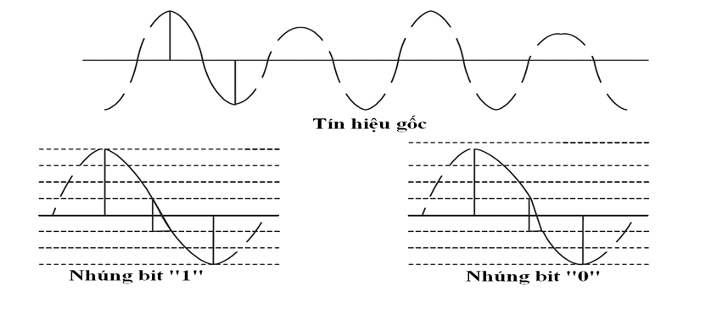 Tín hiệu gốc
Nhúng bit "1"
Nhúng bit "0"